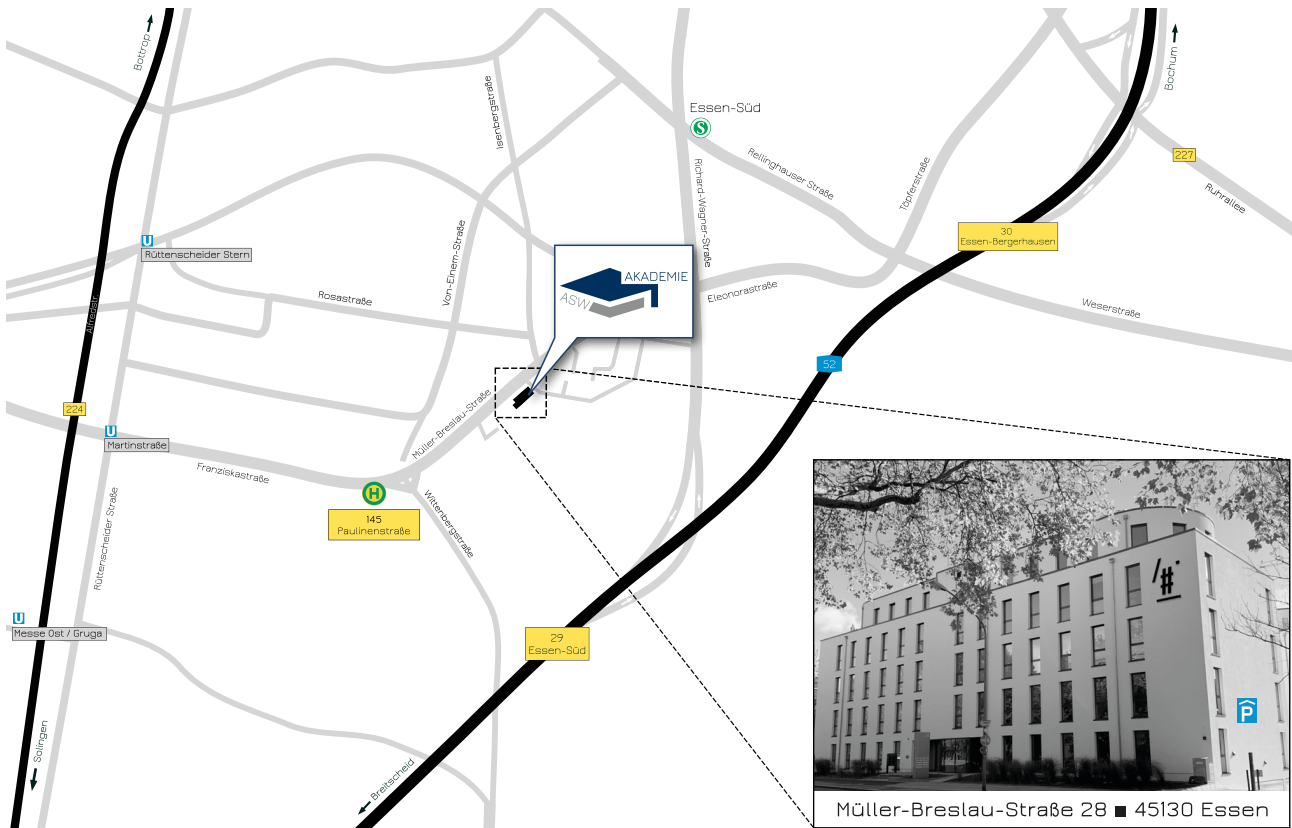 Bottrop
Bochum
Isenbergstraße
Essen-Süd
S
Rellinghauser Straße
227
Ruhrallee
Töpferstraße
Richard-Wagner-Straße
U
Rüttenscheider Stern
30
Essen-Bergerhausen
Von-Einem-Straße
AKADEMIE
ASW
Rosastraße
Eleonorastraße
Weserstraße
Alfredstr.
52
224
Müller-Breslau-Straße
U
Martinstraße
Franziskastraße
H
145
Paulinenstraße
Wittenbergstraße
Rüttenscheider Straße
U
Messe Ost / Gruga
29
Essen-Süd
Solingen
Breitscheid
/#·
P
Müller-Breslau-Straße 28 ■ 45130 Essen